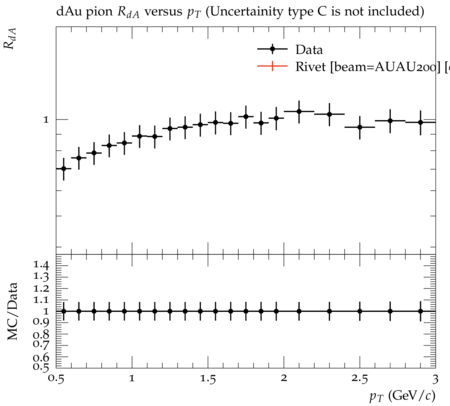 dAu pion R_dA versus p_T (Uncertainity type C is not included)
R_dA
Data
Rivet [beam=AUAU200]
1
MC/Data
1.4
1.3
1.2
1.1
1
0.9
0.8
0.7
0.6
0.5
0.5 1 1.5 2 2.5 3
p_T (GeV/c)